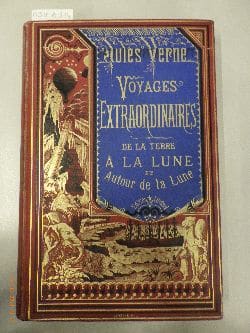 Jules Verne
VOYAGES
EXTRAORDINAIRES
DE LA TERRE
À LA LUNE
ET
Autour de la Lune